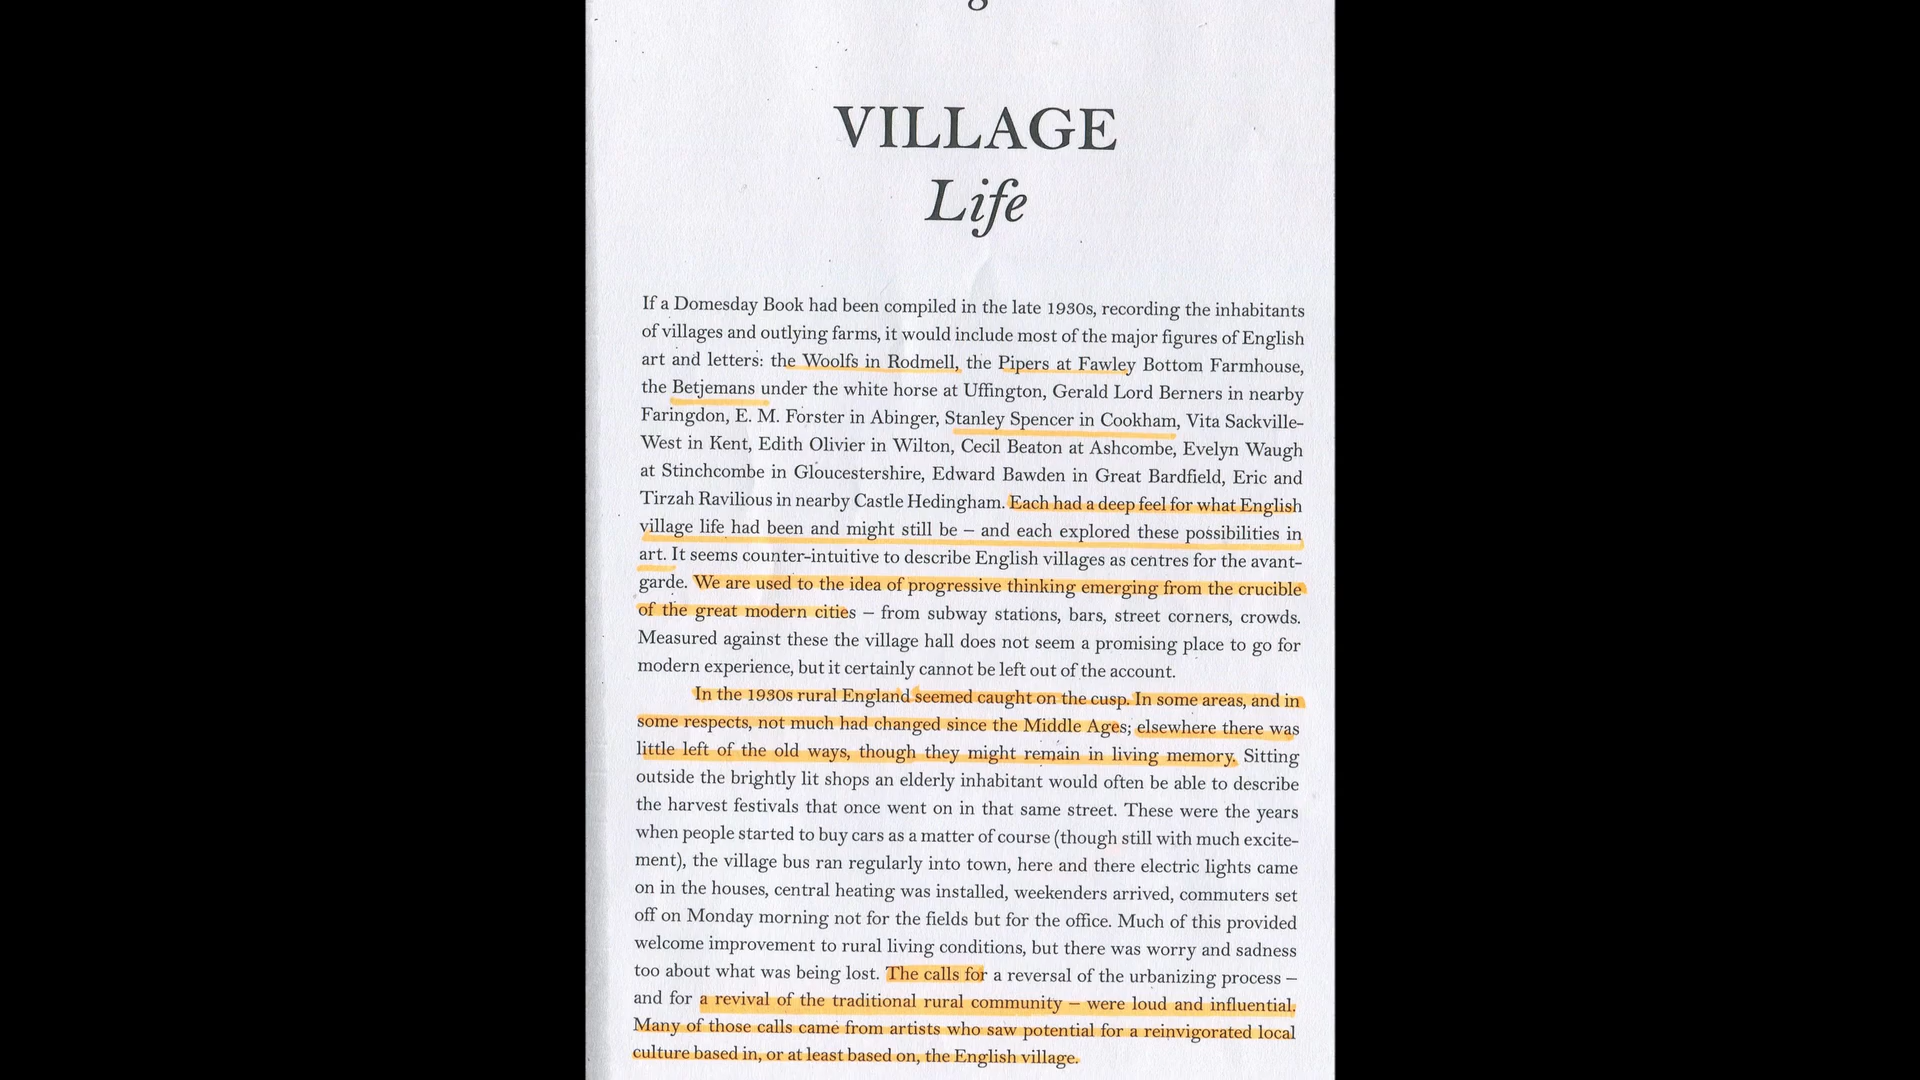 VILLAGE
Life
If a Domesday Book had been compiled in the late 1930s, recording the inhabitants
of villages and outlying farms, it would include most of the major figures of English
art and letters: the Woolfs in Rodmell, the Pipers at Fawley Bottom Farmhouse,
the Betjemans under the white horse at Uffington, Gerald Lord Berners in nearby
Faringdon, E. M. Forster in Abinger, Stanley Spencer in Cookham, Vita Sackville-
West in Kent, Edith Olivier in Wilton, Cecil Beaton at Ashcombe, Evelyn Waugh
at Stinchcombe in Gloucestershire, Edward Bawden in Great Bardfield, Eric and
Tirzah Ravilious in nearby Castle Hedingham. Each had a deep feel for what English
village life had been and might still be – and each explored these possibilities in
art. It seems counter-intuitive to describe English villages as centres for the avant-
garde. We are used to the idea of progressive thinking emerging from the crucible
of the great modern cities – from subway stations, bars, street corners, crowds.
Measured against these the village hall does not seem a promising place to go for
modern experience, but it certainly cannot be left out of the account.
In the 1930s rural England seemed caught on the cusp. In some areas, and in
some respects, not much had changed since the Middle Ages; elsewhere there was
little left of the old ways, though they might remain in living memory. Sitting
outside the brightly lit shops an elderly inhabitant would often be able to describe
the harvest festivals that once went on in that same street. These were the years
when people started to buy cars as a matter of course (though still with much excite-
ment), the village bus ran regularly into town, here and there electric lights came
on in the houses, central heating was installed, weekenders arrived, commuters set
off on Monday morning not for the fields but for the office. Much of this provided
welcome improvement to rural living conditions, but there was worry and sadness
too about what was being lost. The calls for a reversal of the urbanizing process –
and for a revival of the traditional rural community – were loud and influential.
Many of those calls came from artists who saw potential for a reinvigorated local
culture based in, or at least based on, the English village.